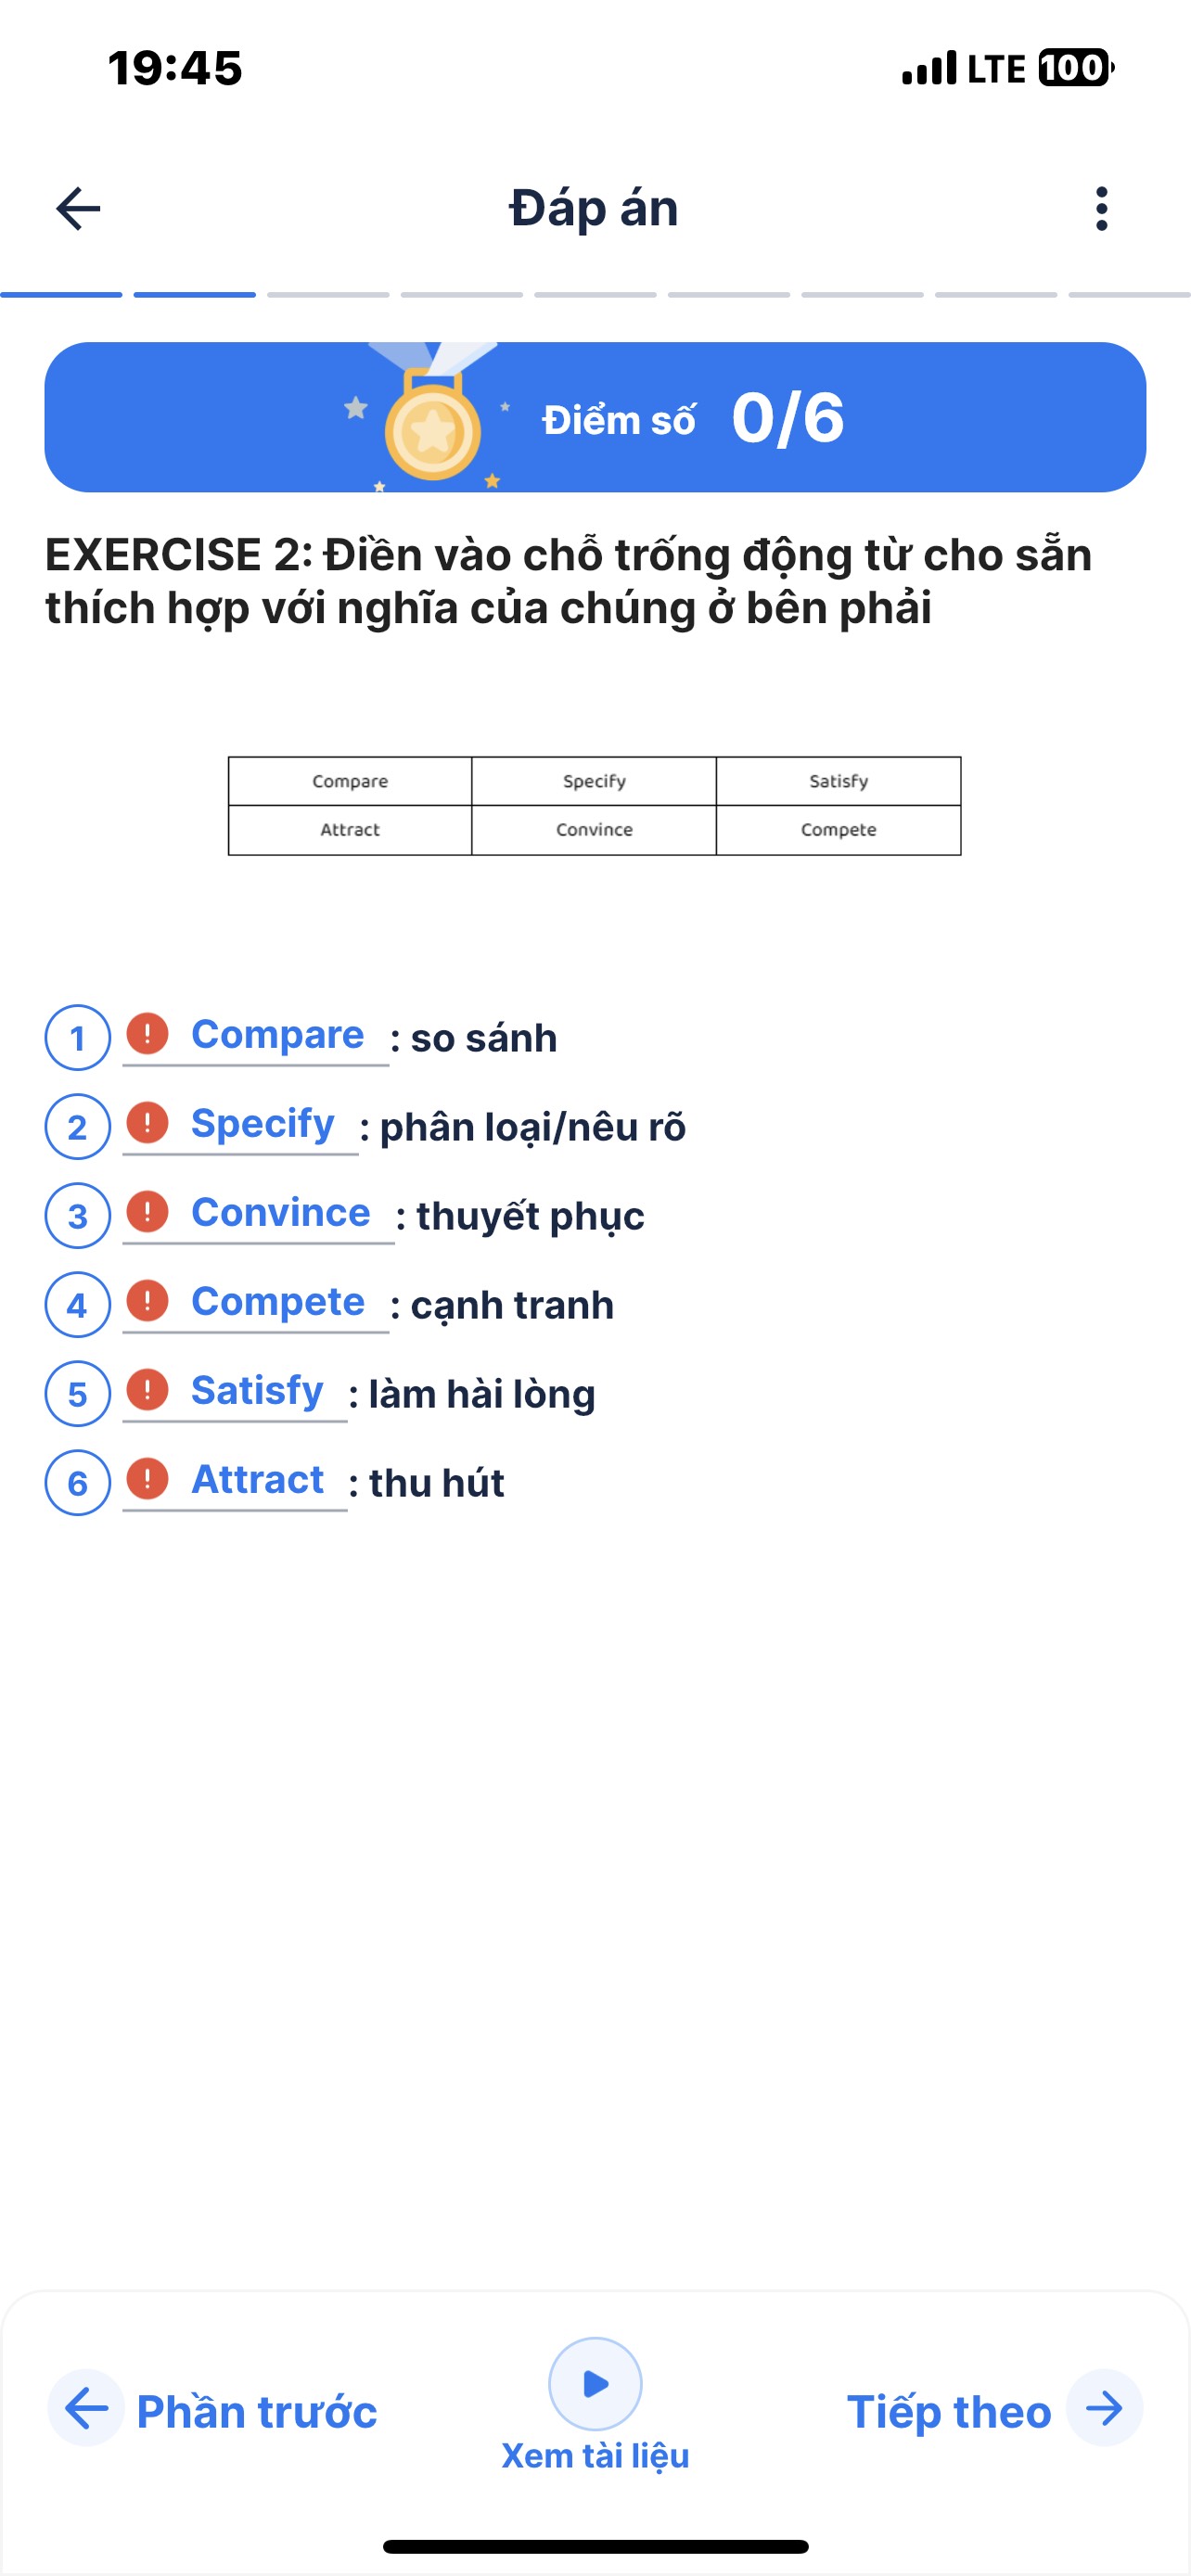 19:45
LTE 100
Đáp án
Điểm số 0/6
EXERCISE 2: Điền vào chỗ trống động từ cho sẵn
thích hợp với nghĩa của chúng ở bên phải
Compare Specify Satisfy
Attract Convince Compete
1 ! Compare : so sánh
2 ! Specify : phân loại/nêu rõ
3 ! Convince : thuyết phục
4 ! Compete : cạnh tranh
5 ! Satisfy : làm hài lòng
6 ! Attract : thu hút
Phần trước
Xem tài liệu
Tiếp theo